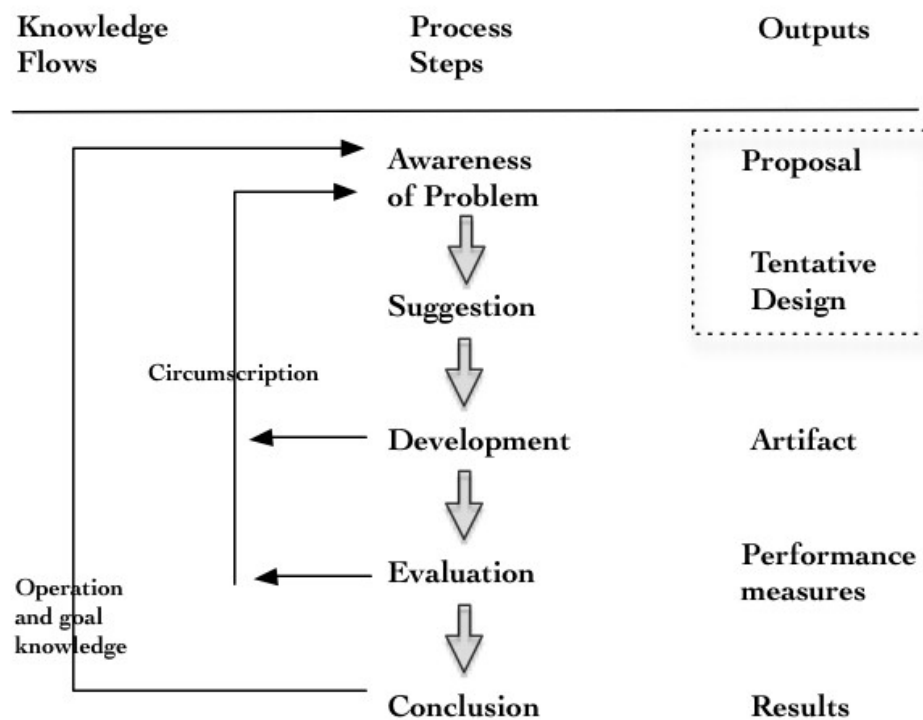 Knowledge
Flows
Process
Steps
Outputs
Awareness
of Problem
Proposal
Tentative
Design
Suggestion
Circumscription
Development
Artifact
Evaluation
Performance
measures
Operation
and goal
knowledge
Conclusion
Results